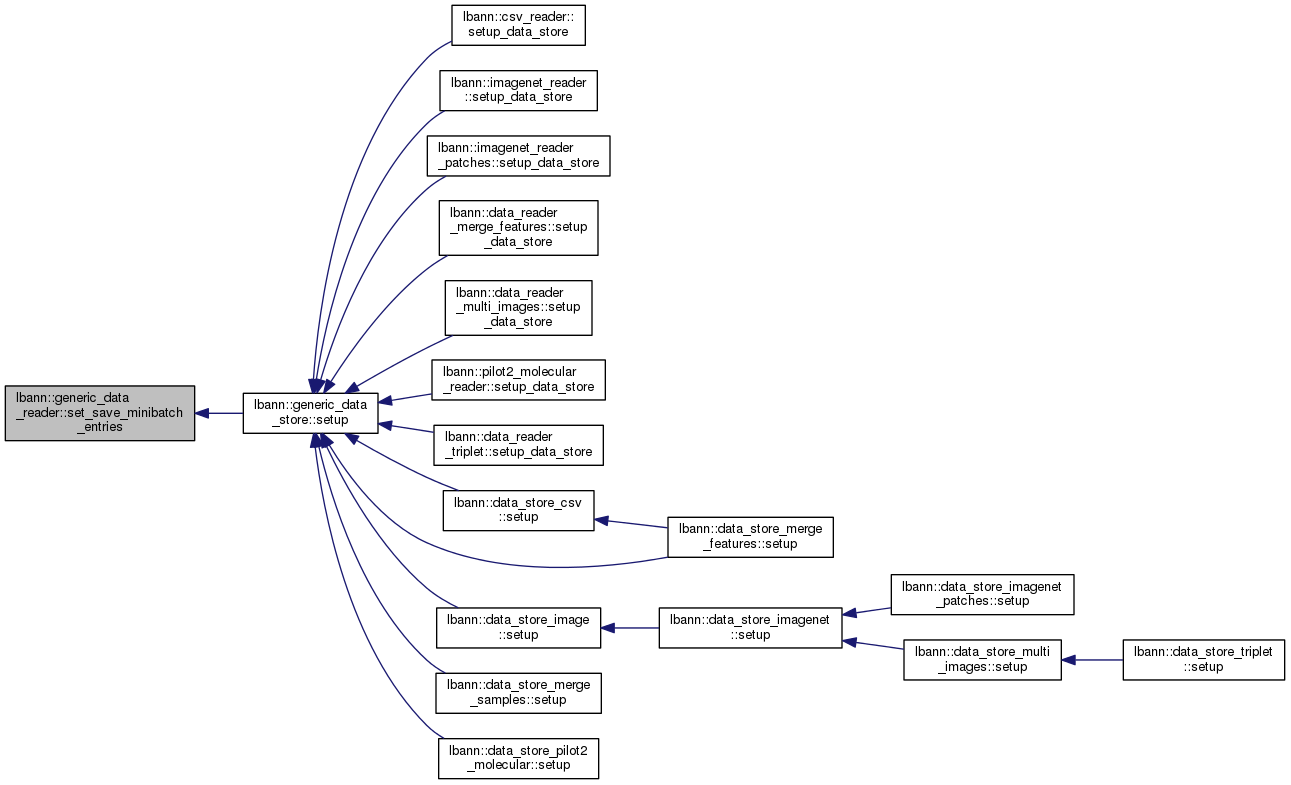 lbann::csv_reader::
setup_data_store
lbann::imagenet_reader
::setup_data_store
lbann::imagenet_reader
_patches::setup_data_store
lbann::data_reader
_merge_features::setup
_data_store
lbann::data_reader
_multi_images::setup
_data_store
lbann::pilot2_molecular
_reader::setup_data_store
lbann::generic_data
_reader::set_save_minibatch
_entries
lbann::generic_data
_store::setup
lbann::data_reader
_triplet::setup_data_store
lbann::data_store_csv
::setup
lbann::data_store_merge
_features::setup
lbann::data_store_image
::setup
lbann::data_store_imagenet
::setup
lbann::data_store_imagenet
_patches::setup
lbann::data_store_multi
_images::setup
lbann::data_store_triplet
::setup
lbann::data_store_merge
_samples::setup
lbann::data_store_pilot2
_molecular::setup